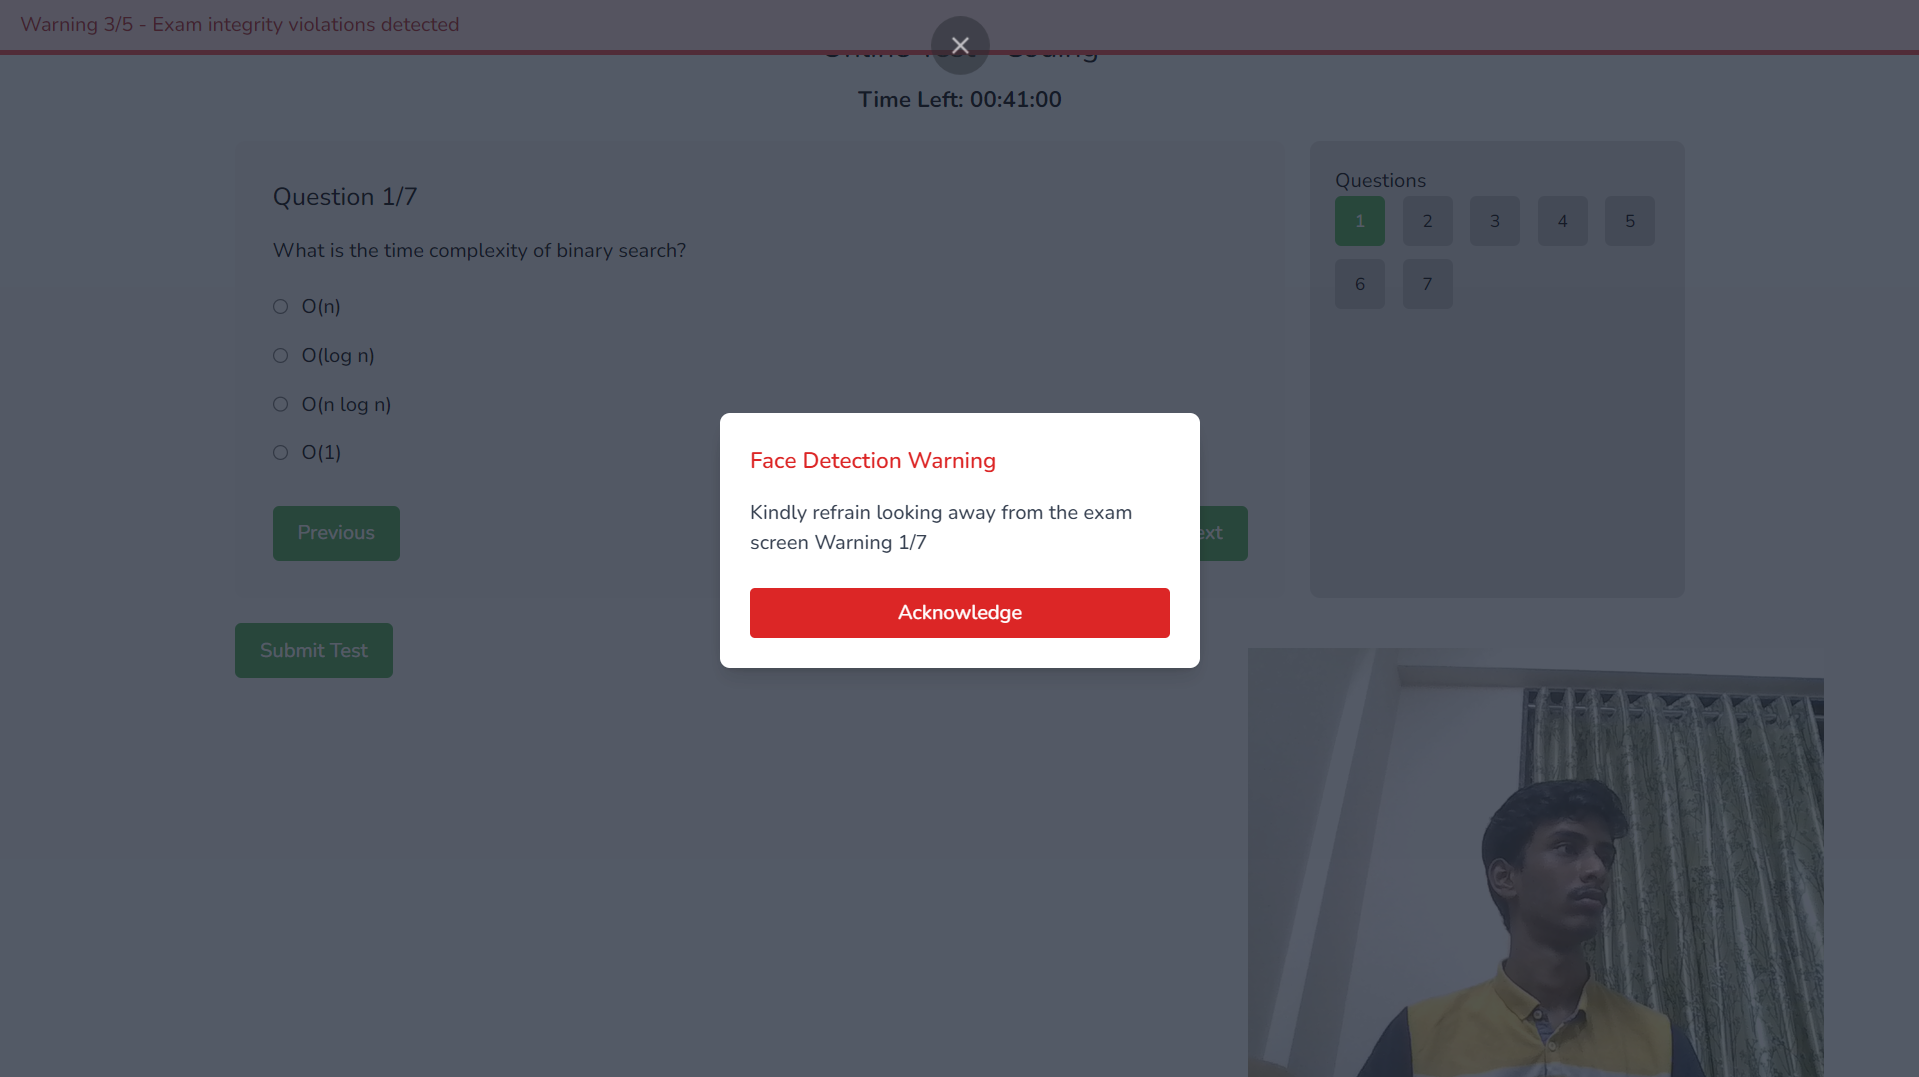 Warning 3/5 - Exam integrity violations detected
Time Left: 00:41:00
Question 1/7
What is the time complexity of binary search?
O(n)
O(log n)
O(n log n)
O(1)
Previous
Submit Test
Questions
1 2 3 4 5
6 7
Face Detection Warning
Kindly refrain looking away from the exam
screen Warning 1/7
Acknowledge